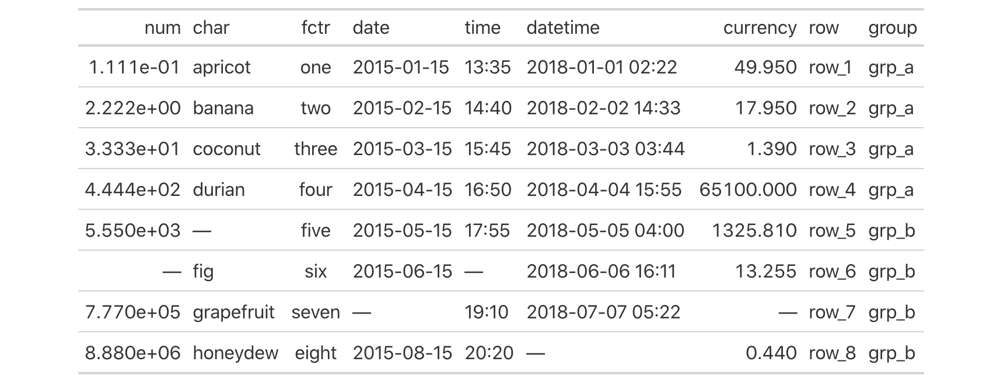 num char fctr date time datetime currency row group
1.111e-01 apricot one 2015-01-15 13:35 2018-01-01 02:22 49.950 row_1 grp_a
2.222e+00 banana two 2015-02-15 14:40 2018-02-02 14:33 17.950 row_2 grp_a
3.333e+01 coconut three 2015-03-15 15:45 2018-03-03 03:44 1.390 row_3 grp_a
4.444e+02 durian four 2015-04-15 16:50 2018-04-04 15:55 65100.000 row_4 grp_a
5.550e+03 — five 2015-05-15 17:55 2018-05-05 04:00 1325.810 row_5 grp_b
— fig six 2015-06-15 — 2018-06-06 16:11 13.255 row_6 grp_b
7.770e+05 grapefruit seven — 19:10 2018-07-07 05:22 — row_7 grp_b
8.880e+06 honeydew eight 2015-08-15 20:20 — 0.440 row_8 grp_b